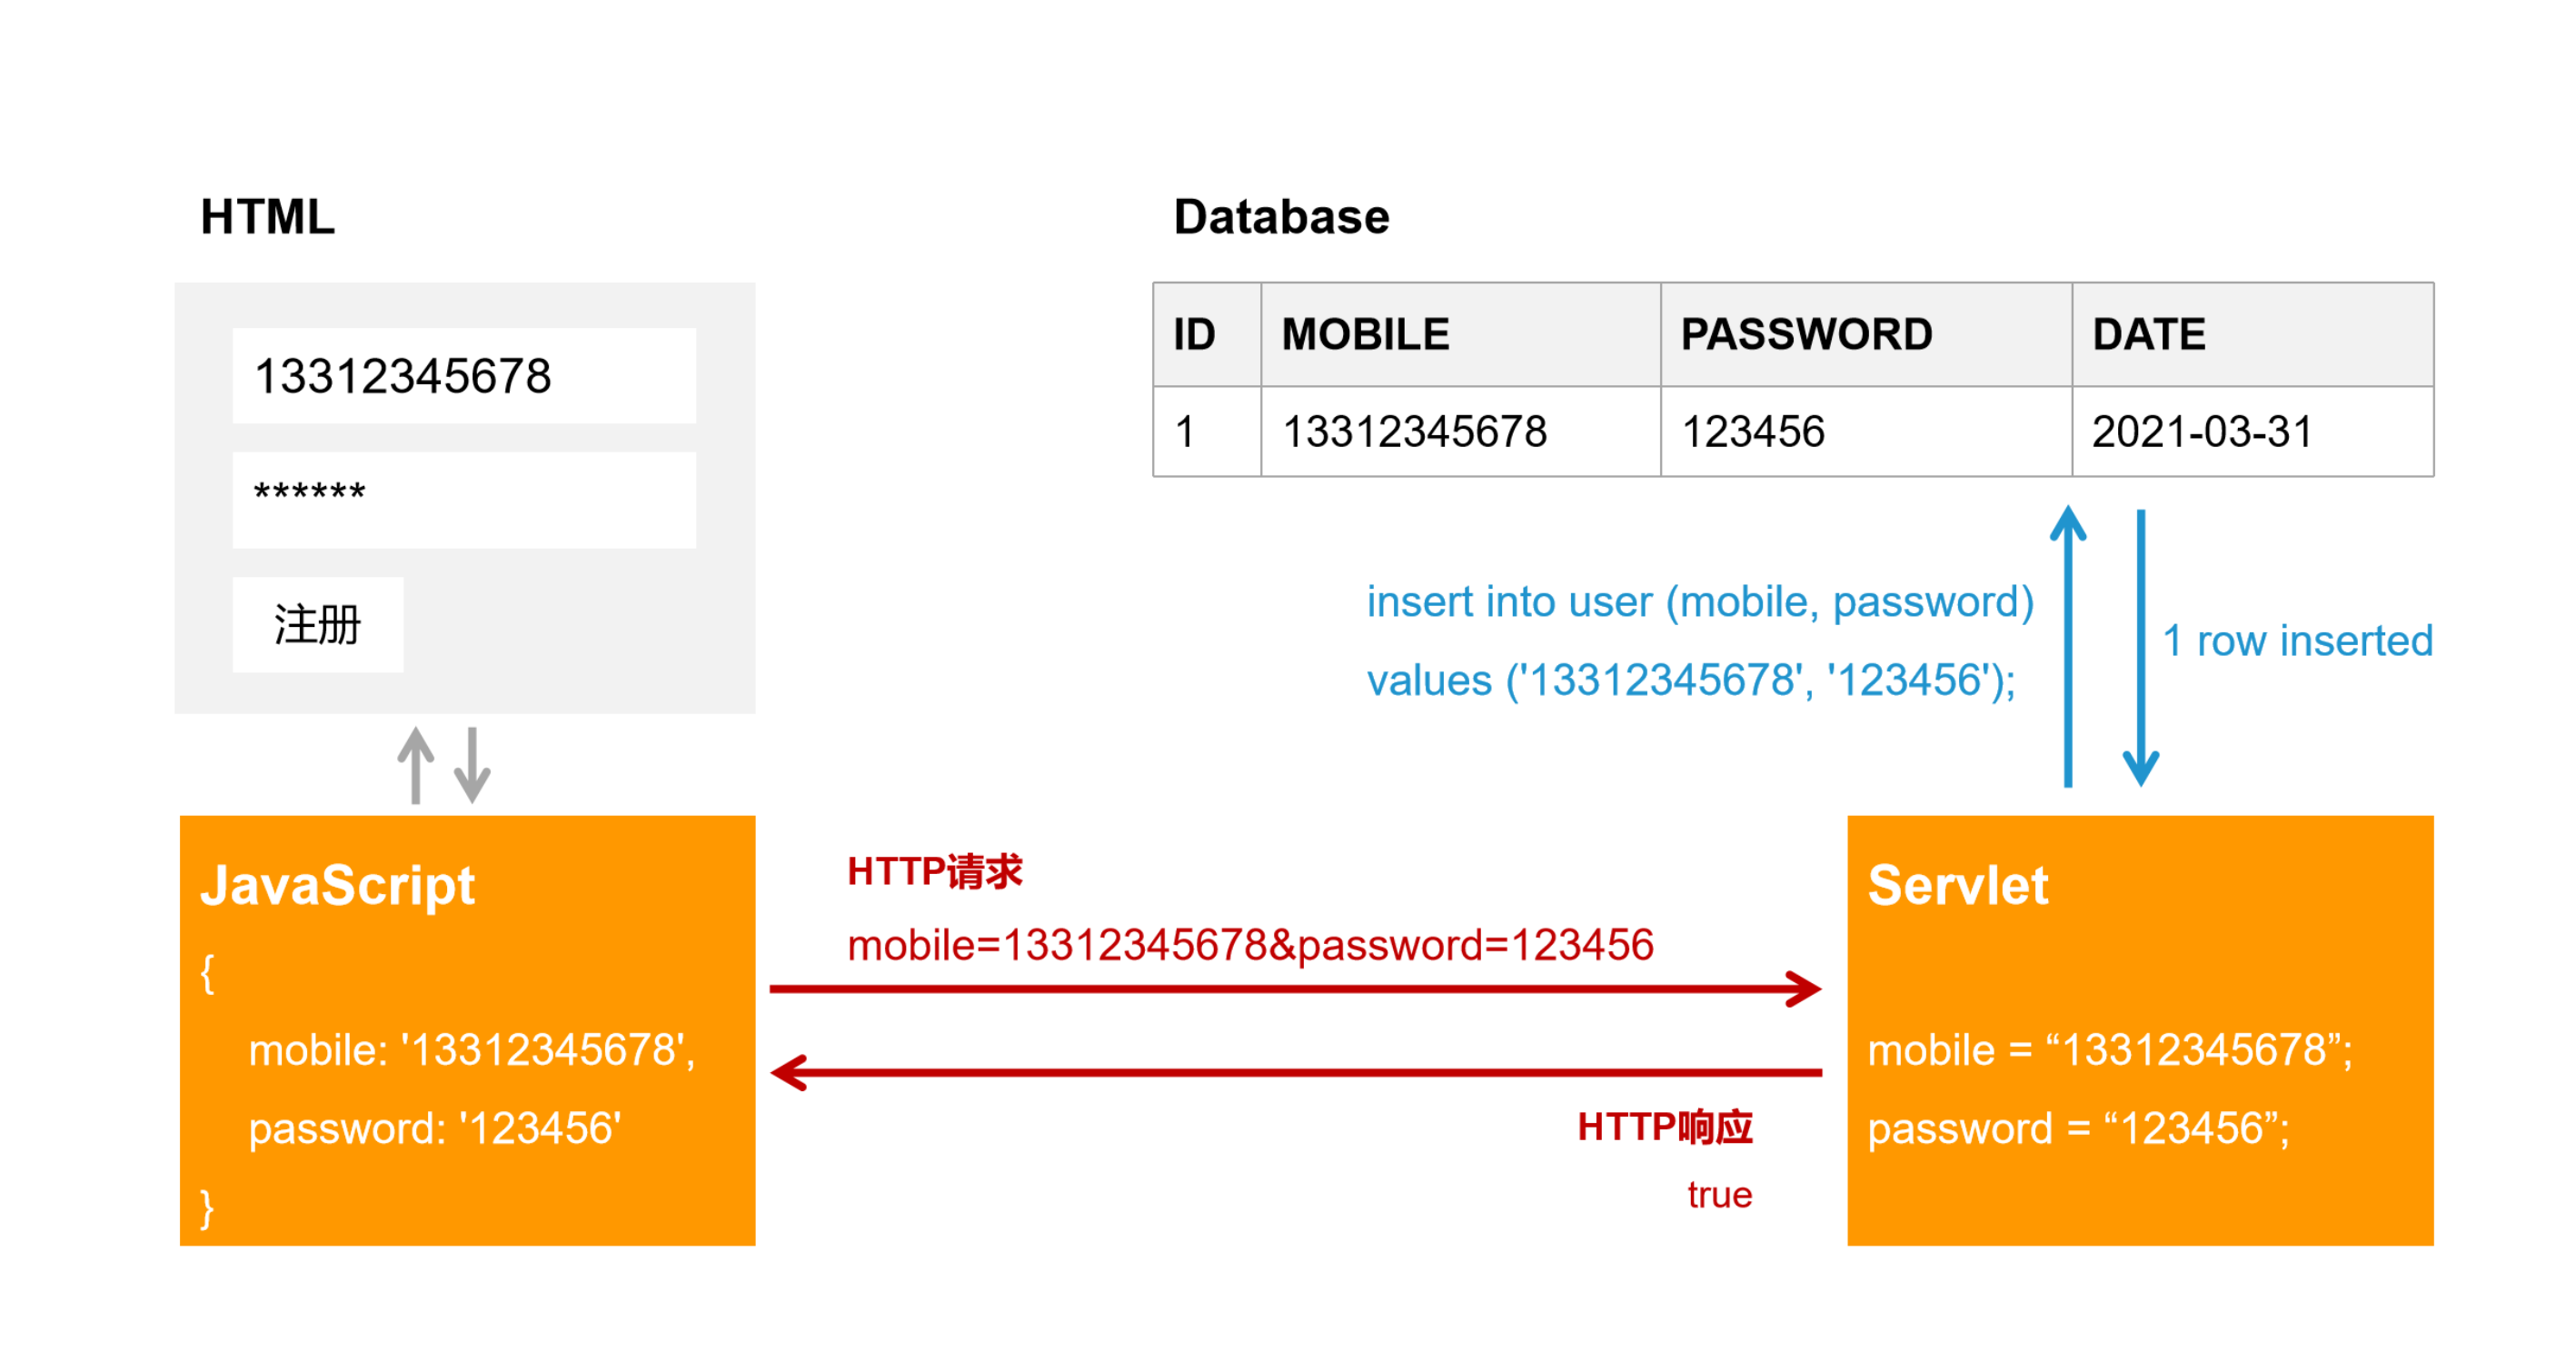 HTML
13312345678
******
注册
Database
ID MOBILE PASSWORD DATE
1 13312345678 123456 2021-03-31
insert into user (mobile, password)
values ('13312345678', '123456');
1 row inserted
JavaScript
{
mobile: '13312345678',
password: '123456'
}
HTTP请求
mobile=13312345678&password=123456
HTTP响应
true
Servlet
mobile = “13312345678”;
password = “123456”;